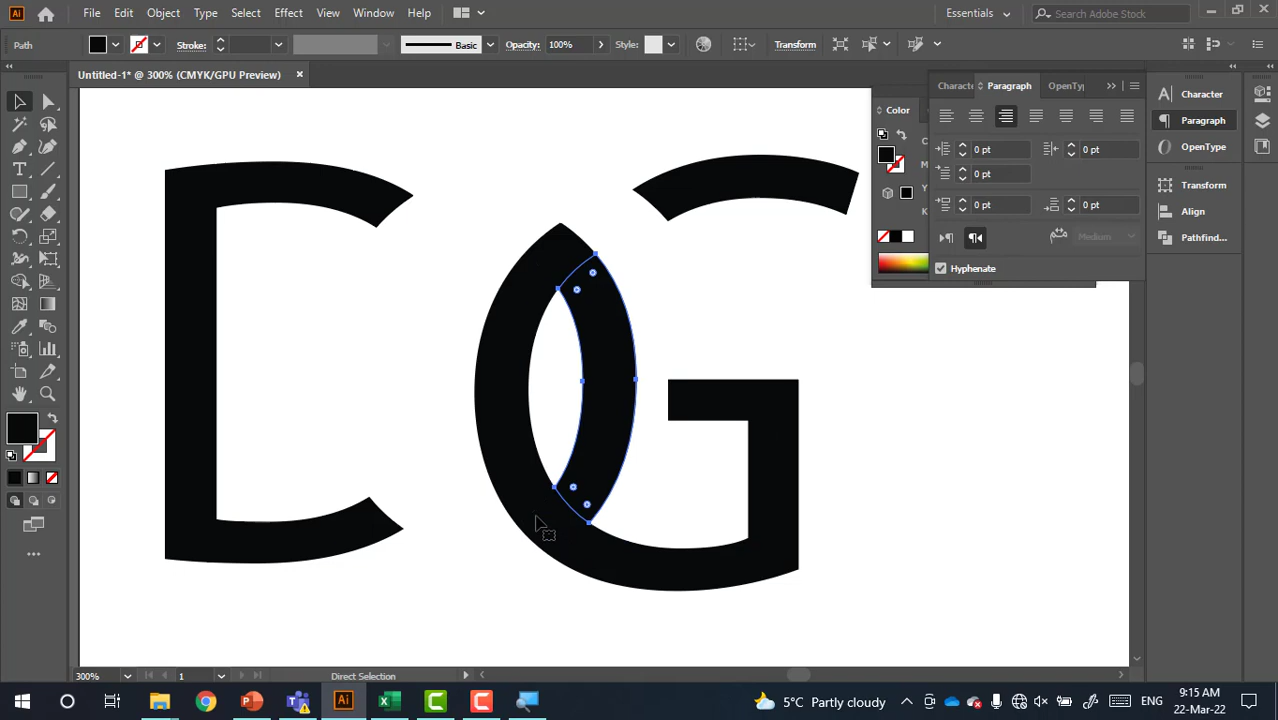 Ai File Edit Object Type Select Effect View Window Help Essentials Search Adobe Stock
Path Stroke: Basic Opacity: 100% Style: Transform
Untitled-1* @ 300% (CMYK/GPU Preview)
Paragraph
Color
0 pt 0 pt
0 pt
0 pt 0 pt
Medium
Hyphenate
Character
Paragraph
OpenType
Transform
Align
Pathfind...
D G
300% 1 Direct Selection
5°C Partly cloudy ENG 9:15 AM
22-Mar-22